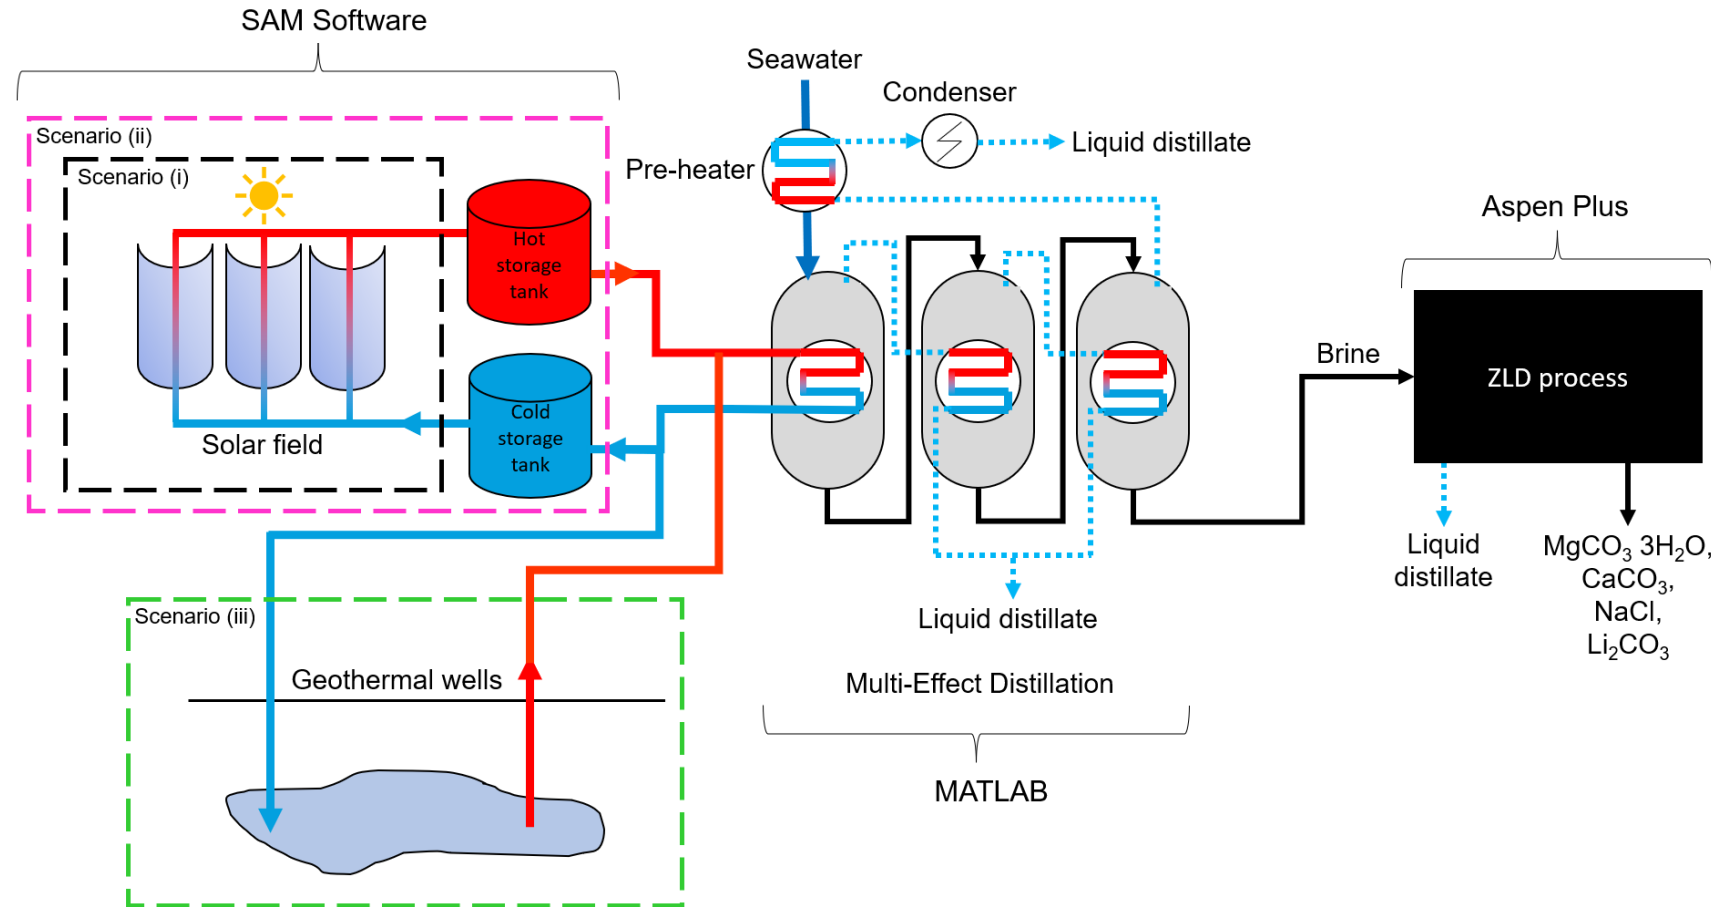 SAM Software
Scenario (ii)
Scenario (i)
Hot
storage
tank
Cold
storage
tank
Solar field
Scenario (iii)
Geothermal wells
Seawater
Condenser
Liquid distillate
Pre-heater
Liquid distillate
Multi-Effect Distillation
MATLAB
Aspen Plus
Brine
ZLD process
Liquid
distillate
MgCO₃ 3H₂O,
CaCO₃,
NaCl,
Li₂CO₃